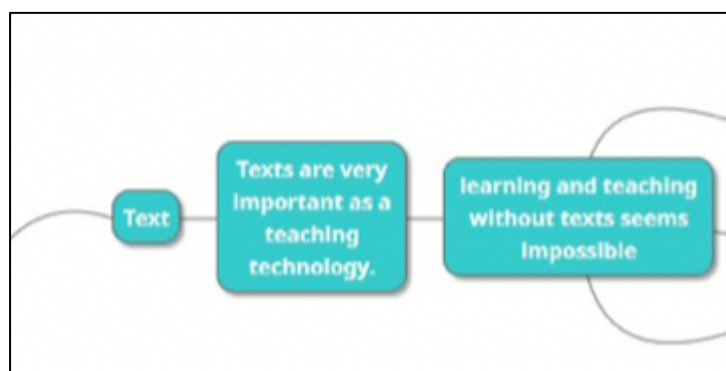 Text
Texts are very
important as a
teaching
technology.
learning and teaching
without texts seems
impossible